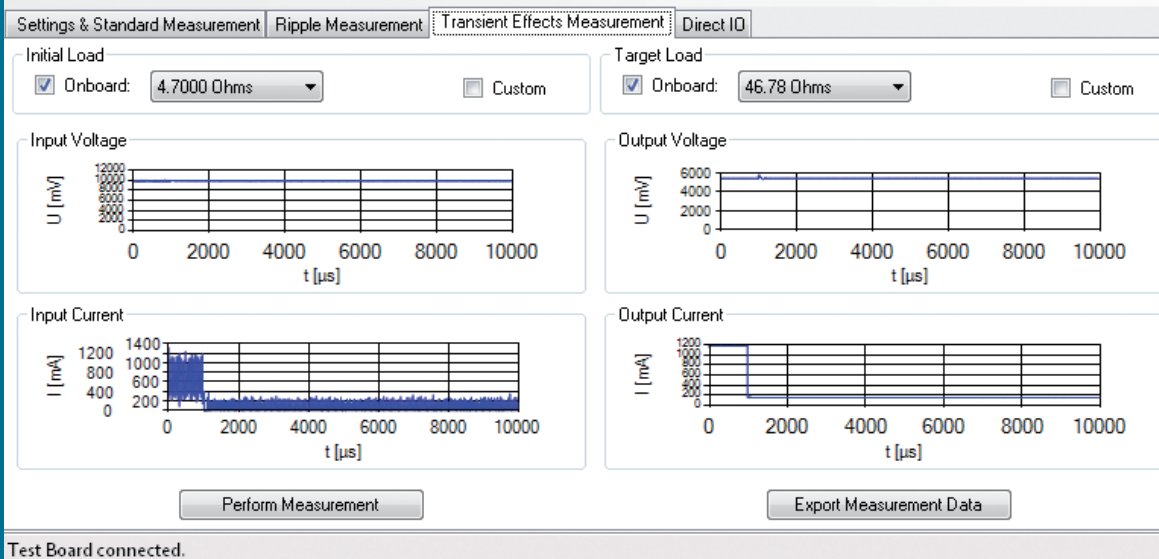 Settings & Standard Measurement Ripple Measurement Transient Effects Measurement Direct IO
Initial Load
Onboard: 4.7000 Ohms Custom
Target Load
Onboard: 46.78 Ohms Custom
Input Voltage
U [mV]
12000
10000
8000
6000
4000
2000
0
0 2000 4000 6000 8000 10000
t [µs]
Output Voltage
U [mV]
6000
4000
2000
0
0 2000 4000 6000 8000 10000
t [µs]
Input Current
I [mA]
1400
1200
1000
800
600
400
200
0
0 2000 4000 6000 8000 10000
t [µs]
Output Current
I [mA]
1200
1000
800
600
400
200
0
0 2000 4000 6000 8000 10000
t [µs]
Perform Measurement
Export Measurement Data
Test Board connected.